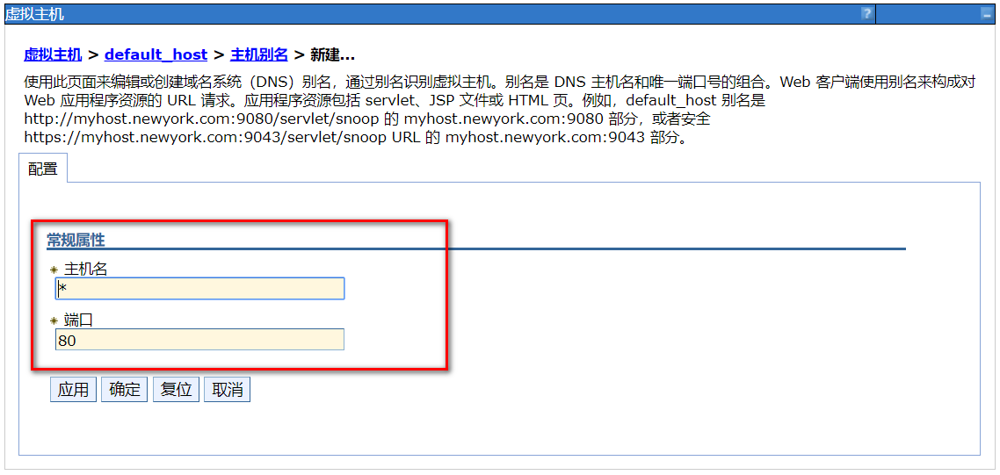 虚拟主机
?
虚拟主机 > default_host > 主机别名 > 新建...
使用此页面来编辑或创建域名系统（DNS）别名，通过别名识别虚拟主机。别名是 DNS 主机名和唯一端口号的组合。Web 客户端使用别名来构成对
Web 应用程序资源的 URL 请求。应用程序资源包括 servlet、JSP 文件或 HTML 页。例如，default_host 别名是
http://myhost.newyork.com:9080/servlet/snoop 的 myhost.newyork.com:9080 部分，或者安全
https://myhost.newyork.com:9043/servlet/snoop URL 的 myhost.newyork.com:9043 部分。
配置
常规属性
主机名
*
端口
80
应用 确定 复位 取消